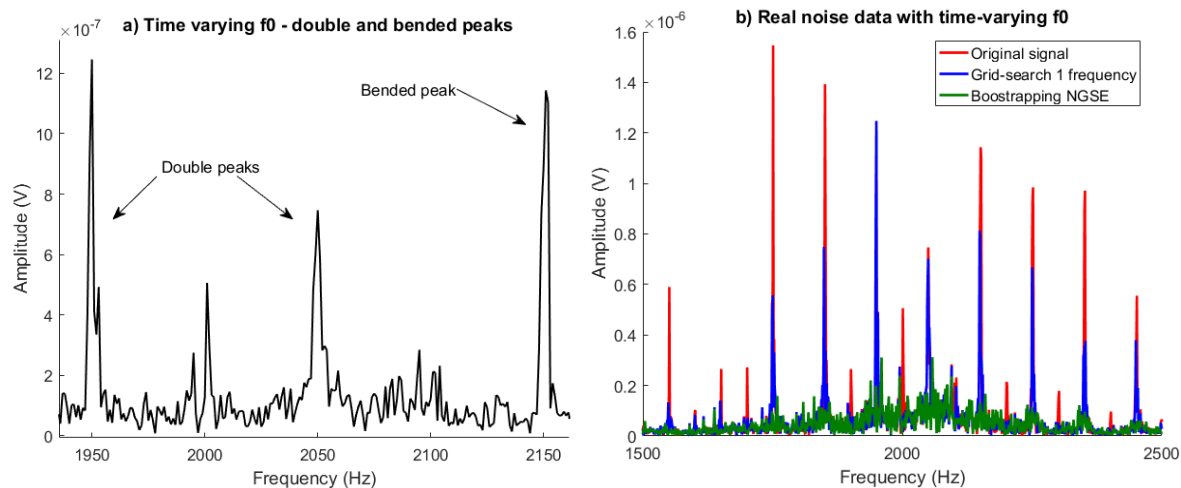 a) Time varying f0 - double and bended peaks
×10-7
12
10
8
6
4
2
0
1950
2000
2050
2100
2150
Amplitude (V)
Frequency (Hz)
Double peaks
Bended peak
b) Real noise data with time-varying f0
×10-6
1.6
1.4
1.2
1
0.8
0.6
0.4
0.2
0
1500
2000
2500
Amplitude (V)
Frequency (Hz)
Original signal
Grid-search 1 frequency
Boostrapping NGSE